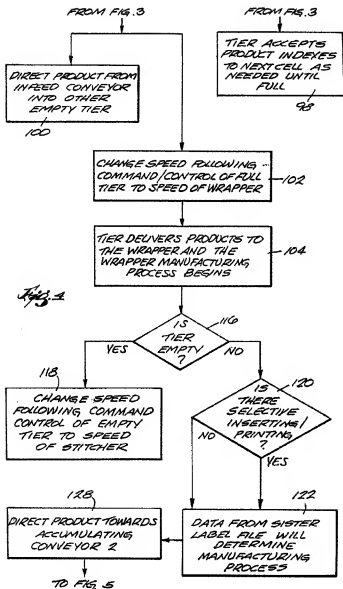 FROM FIG. 3
FROM FIG. 3
DIRECT PRODUCT FROM
INFEED CONVEYOR
INTO OTHER
EMPTY TIER
100
TIER ACCEPTS
PRODUCT INDEXES
TO NEXT CELL AS
NEEDED UNTIL
FULL
98
CHANGE SPEED FOLLOWING
COMMAND/CONTROL OF FULL
TIER TO SPEED OF WRAPPER
102
TIER DELIVERS PRODUCTS TO
THE WRAPPER AND THE
WRAPPER MANUFACTURING
PROCESS BEGINS
104
Fig. 4
IS
TIER
EMPTY
?
116
YES
NO
118
CHANGE SPEED
FOLLOWING COMMAND
CONTROL OF EMPTY
TIER TO SPEED
OF STITCHER
IS
THERE
SELECTIVE
INSERTING/
PRINTING
?
120
NO
YES
128
DIRECT PRODUCT TOWARDS
ACCUMULATING
CONVEYOR 2
DATA FROM SISTER
LABEL FILE WILL
DETERMINE
MANUFACTURING
PROCESS
122
TO FIG. 5